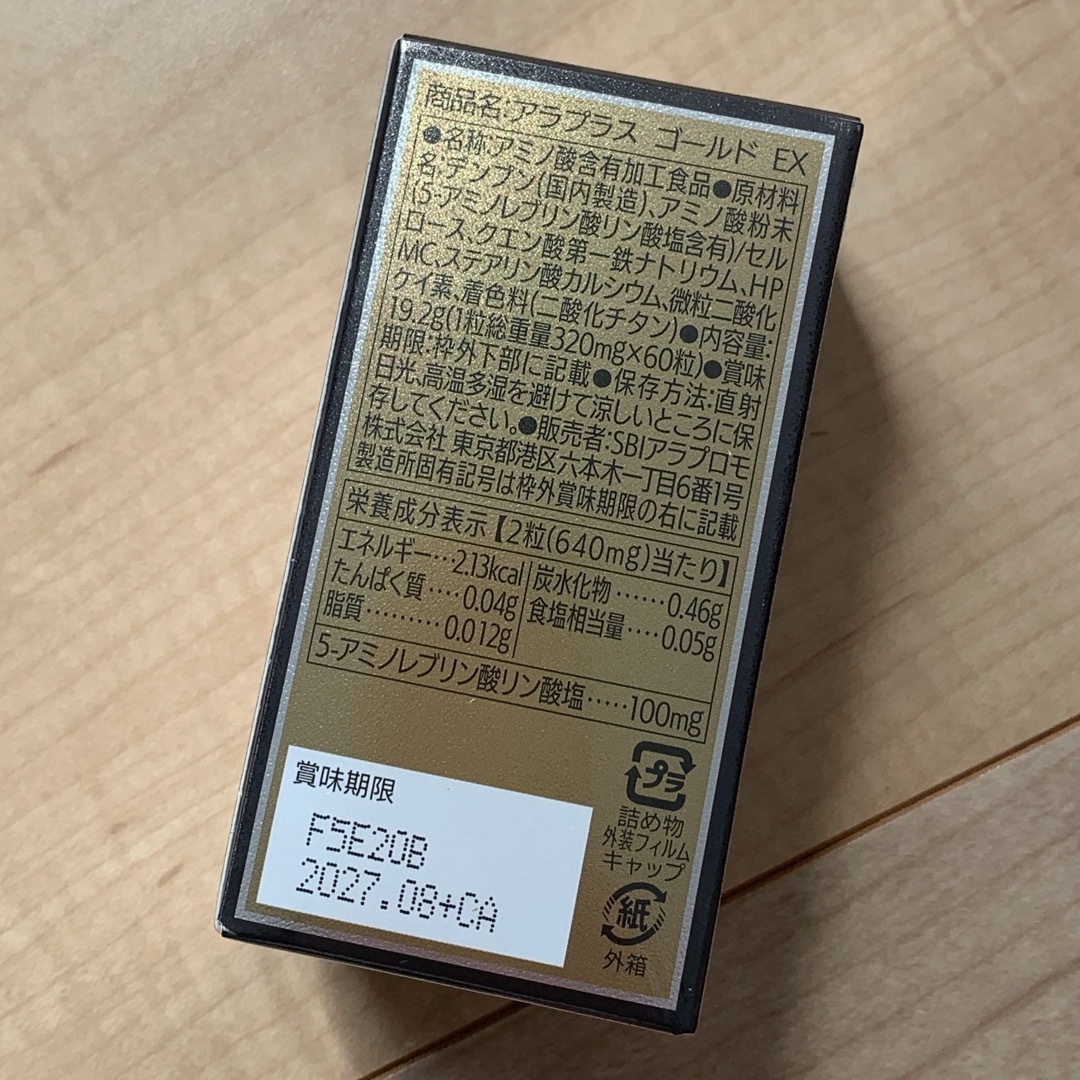 商品名:アラプラス ゴールド EX
●名称:アミノ酸含有加工食品●原材料
名:デンプン(国内製造)、アミノ酸粉末
(5-アミノレブリン酸リン酸塩含有)/セル
ロース、クエン酸第一鉄ナトリウム、HP
MC、ステアリン酸カルシウム、微粒二酸化
ケイ素、着色料(二酸化チタン)●内容量:
19.2g(1粒総重量320mg×60粒)●賞味
期限:枠外下部に記載●保存方法:直射
日光、高温多湿を避けて涼しいところに保
存してください。●販売者:SBIアラプロモ
株式会社 東京都港区六本木一丁目6番1号
製造所固有記号は枠外賞味期限の右に記載
栄養成分表示【2粒(640mg)当たり】
エネルギー…2.13kcal
たんぱく質……0.04g
脂質………0.012g
炭水化物……0.46g
食塩相当量……0.05g
5-アミノレブリン酸リン酸塩……100mg
賞味期限
F5E20B
2027.08+CA
プラ
詰め物
外装フィルム
キャップ
紙
外箱